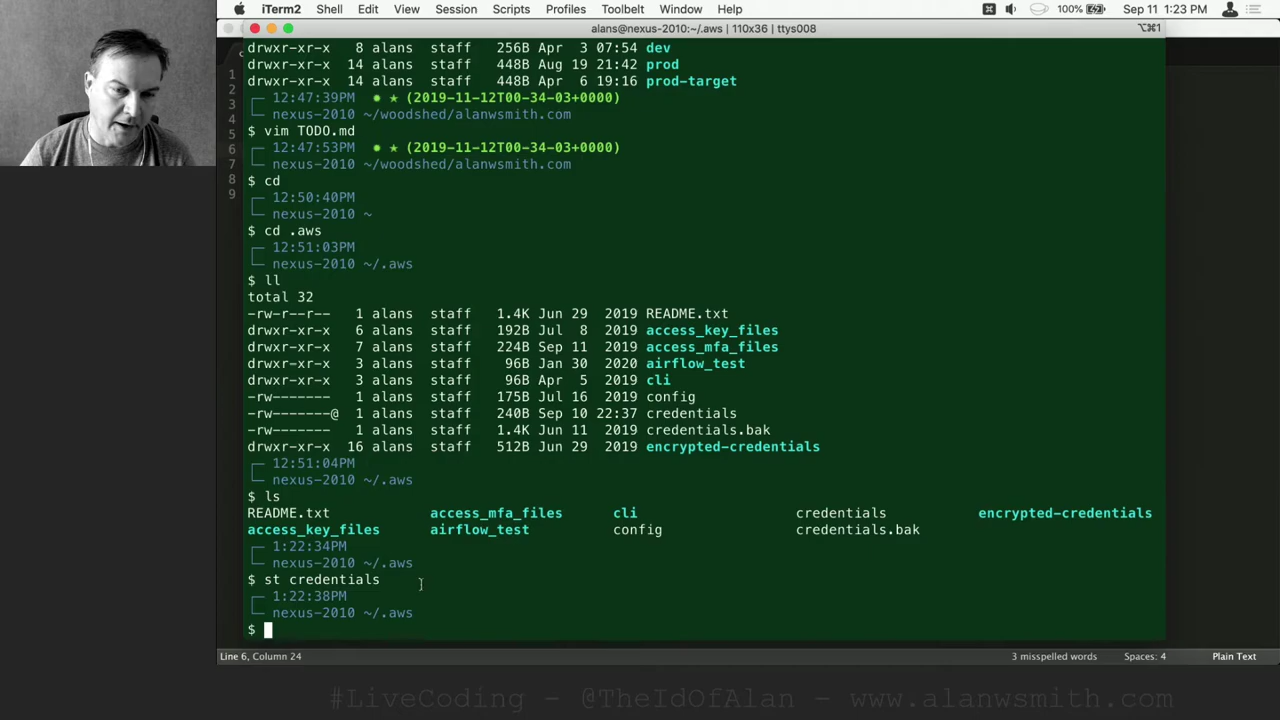 iTerm2 Shell Edit View Session Scripts Profiles Toolbelt Window Help 100% Sep 11 1:23 PM
alans@nexus-2010:~/.aws | 110x36 | ttys008 ⌥⌘1
1
2
3
4
5
6
7
8
9
drwxr-xr-x 8 alans staff 256B Apr 3 07:54 dev
drwxr-xr-x 14 alans staff 448B Aug 19 21:42 prod
drwxr-xr-x 14 alans staff 448B Apr 6 19:16 prod-target
┌─ 12:47:39PM ✹ ★ (2019-11-12T00-34-03+0000)
└─ nexus-2010 ~/woodshed/alanwsmith.com
$ vim TODO.md
┌─ 12:47:53PM ✹ ★ (2019-11-12T00-34-03+0000)
└─ nexus-2010 ~/woodshed/alanwsmith.com
$ cd
┌─ 12:50:40PM
└─ nexus-2010 ~
$ cd .aws
┌─ 12:51:03PM
└─ nexus-2010 ~/.aws
$ ll
total 32
-rw-r--r-- 1 alans staff 1.4K Jun 29 2019 README.txt
drwxr-xr-x 6 alans staff 192B Jul 8 2019 access_key_files
drwxr-xr-x 7 alans staff 224B Sep 11 2019 access_mfa_files
drwxr-xr-x 3 alans staff 96B Jan 30 2020 airflow_test
drwxr-xr-x 3 alans staff 96B Apr 5 2019 cli
-rw------- 1 alans staff 175B Jul 16 2019 config
-rw-------@ 1 alans staff 240B Sep 10 22:37 credentials
-rw------- 1 alans staff 1.4K Jun 11 2019 credentials.bak
drwxr-xr-x 16 alans staff 512B Jun 29 2019 encrypted-credentials
┌─ 12:51:04PM
└─ nexus-2010 ~/.aws
$ ls
README.txt access_mfa_files cli credentials encrypted-credentials
access_key_files airflow_test config credentials.bak
┌─ 1:22:34PM
└─ nexus-2010 ~/.aws
$ st credentials
┌─ 1:22:38PM
└─ nexus-2010 ~/.aws
$
Line 6, Column 24 3 misspelled words Spaces: 4 Plain Text
#LiveCoding - @TheIdOfAlan - www.alanwsmith.com